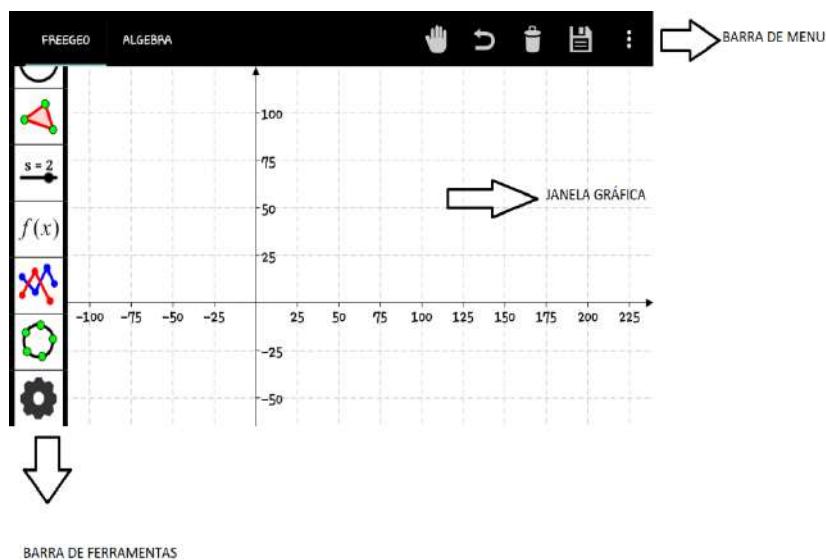 FREEGEO ALGEBRA
BARRA DE MENU
100
s = 2
75
JANELA GRÁFICA
50
f(x)
25
-100 -75 -50 -25 25 50 75 100 125 150 175 200 225
-25
-50
BARRA DE FERRAMENTAS